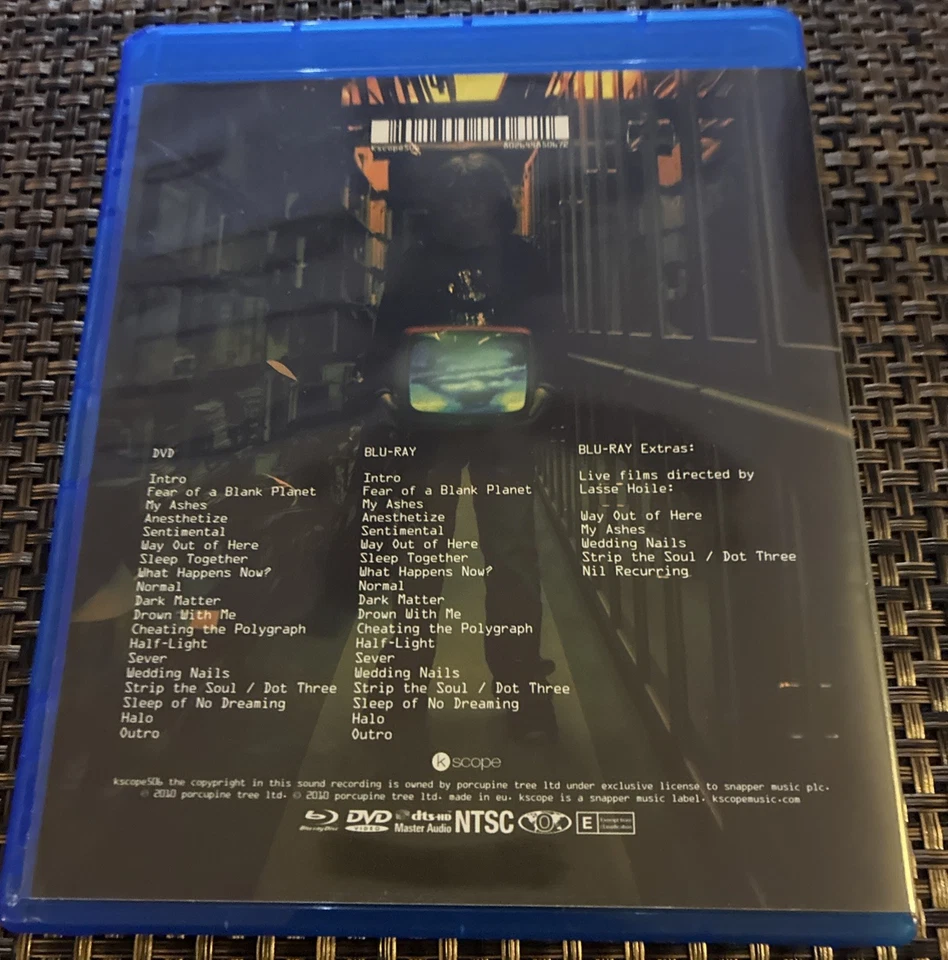 kscope506 802645850672
DVD
Intro
Fear of a Blank Planet
My Ashes
Anesthetize
Sentimental
Way Out of Here
Sleep Together
What Happens Now?
Normal
Dark Matter
Drown With Me
Cheating the Polygraph
Half-Light
Sever
Wedding Nails
Strip the Soul / Dot Three
Sleep of No Dreaming
Halo
Outro
BLU-RAY
Intro
Fear of a Blank Planet
My Ashes
Anesthetize
Sentimental
Way Out of Here
Sleep Together
What Happens Now?
Normal
Dark Matter
Drown With Me
Cheating the Polygraph
Half-Light
Sever
Wedding Nails
Strip the Soul / Dot Three
Sleep of No Dreaming
Halo
Outro
BLU-RAY Extras:
Live films directed by
Lasse Hoile:
Way Out of Here
My Ashes
Wedding Nails
Strip the Soul / Dot Three
Nil Recurring
kscope
kscope506 the copyright in this sound recording is owned by porcupine tree ltd under exclusive license to snapper music plc.
℗ 2010 porcupine tree ltd. © 2010 porcupine tree ltd. made in eu. kscope is a snapper music label. kscopemusic.com
Blu-ray Disc DVD VIDEO dts-HD Master Audio NTSC 0 E